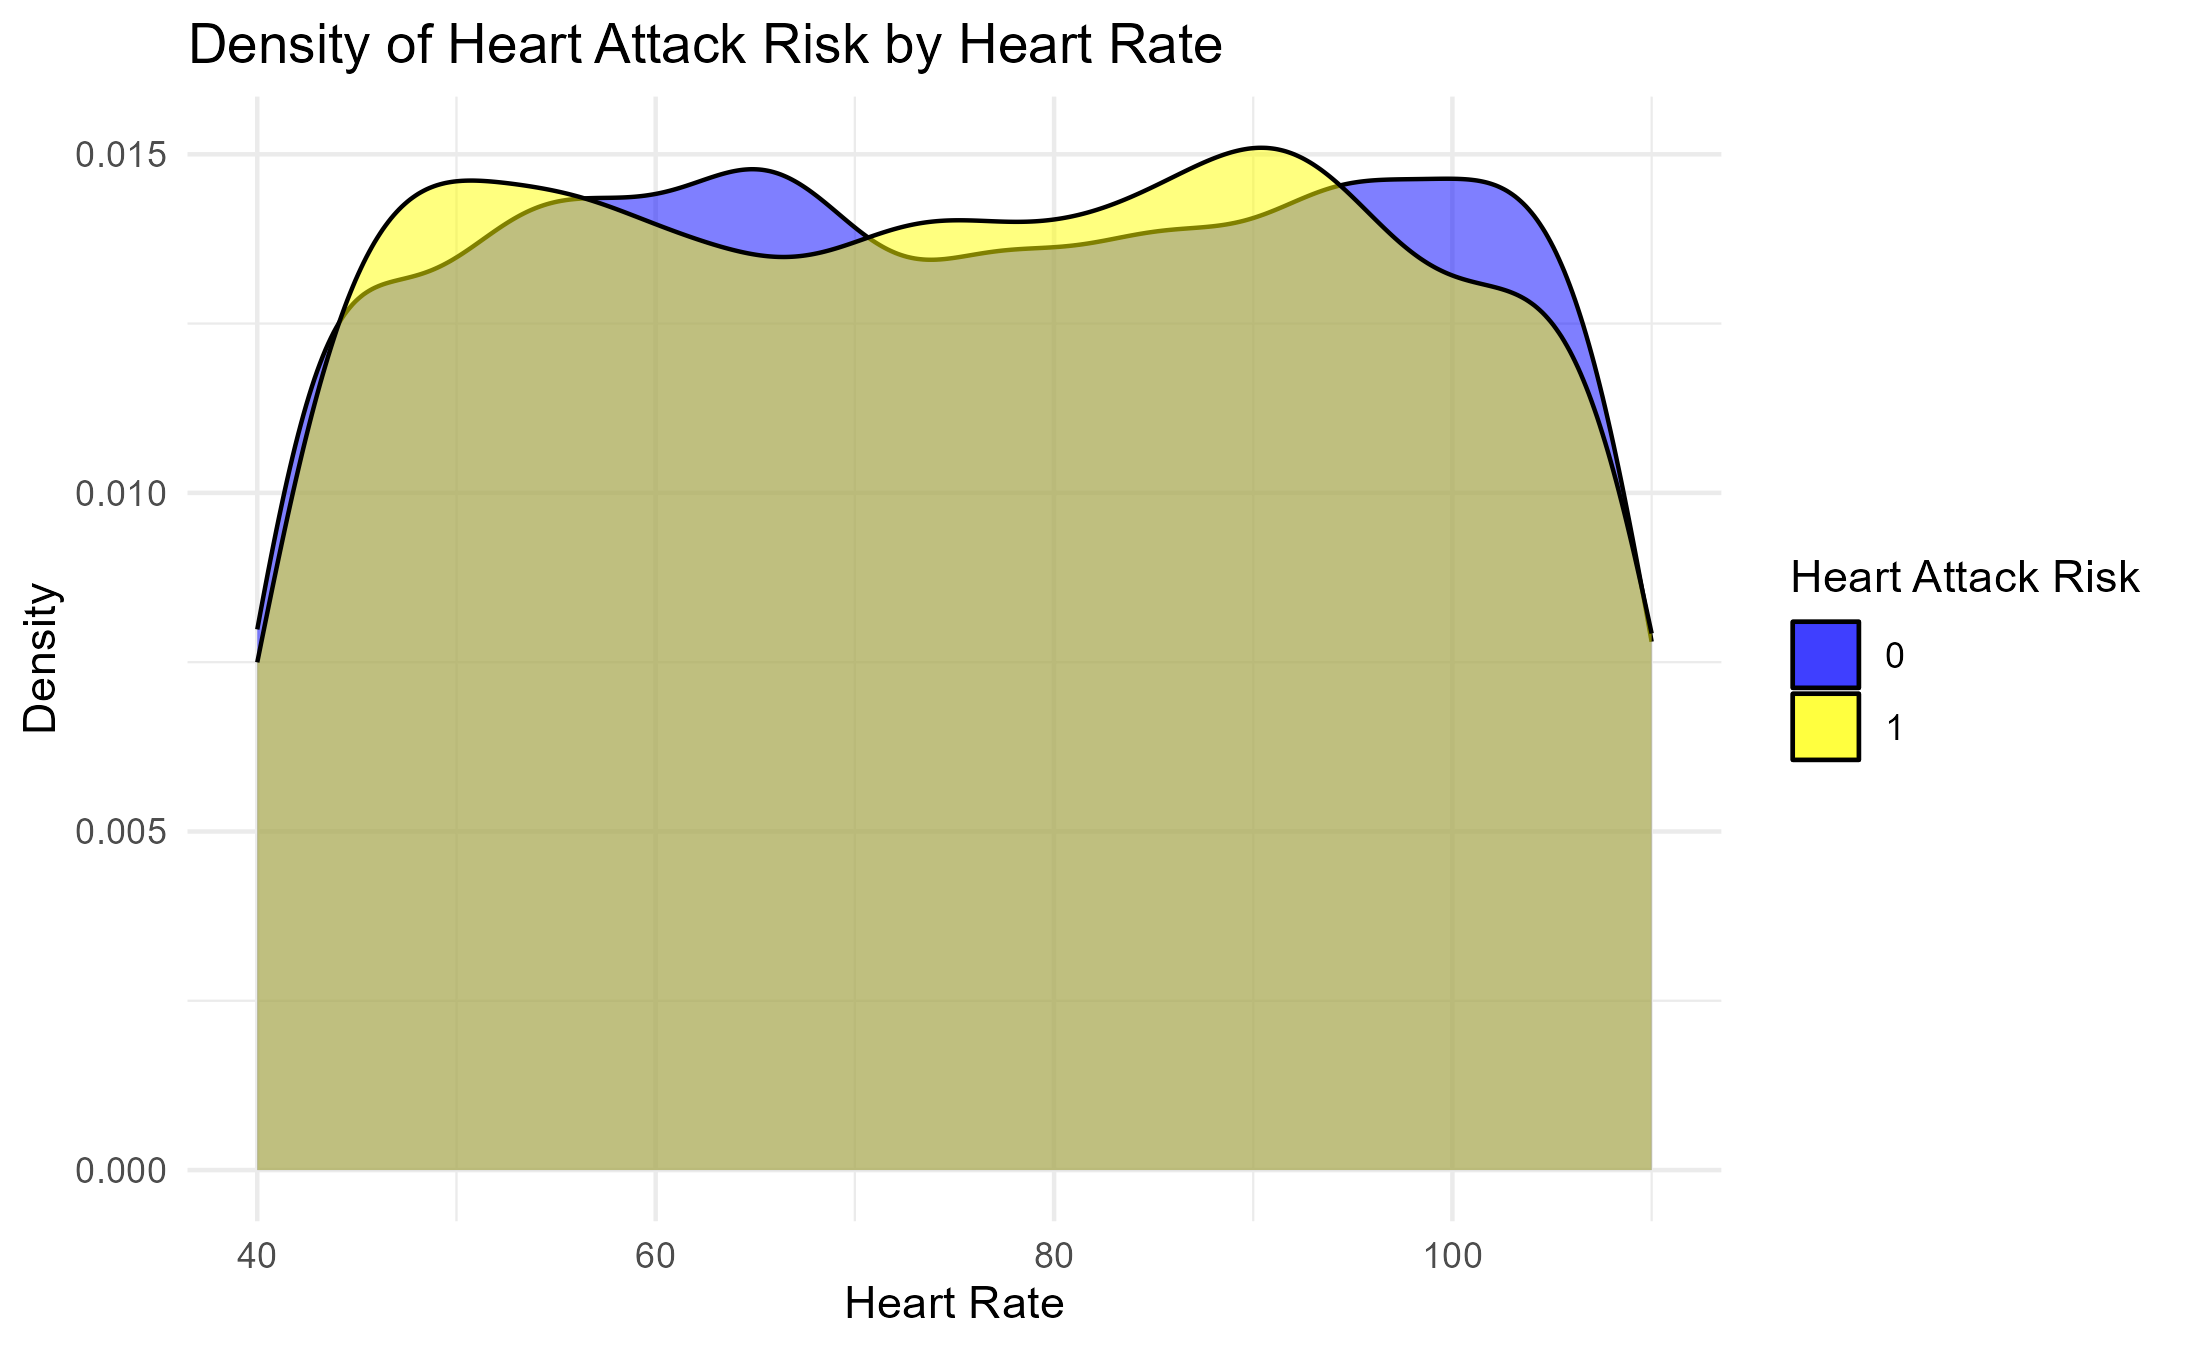 Density of Heart Attack Risk by Heart Rate
0.015
0.010
0.005
0.000
Density
40 60 80 100
Heart Rate
Heart Attack Risk
0
1